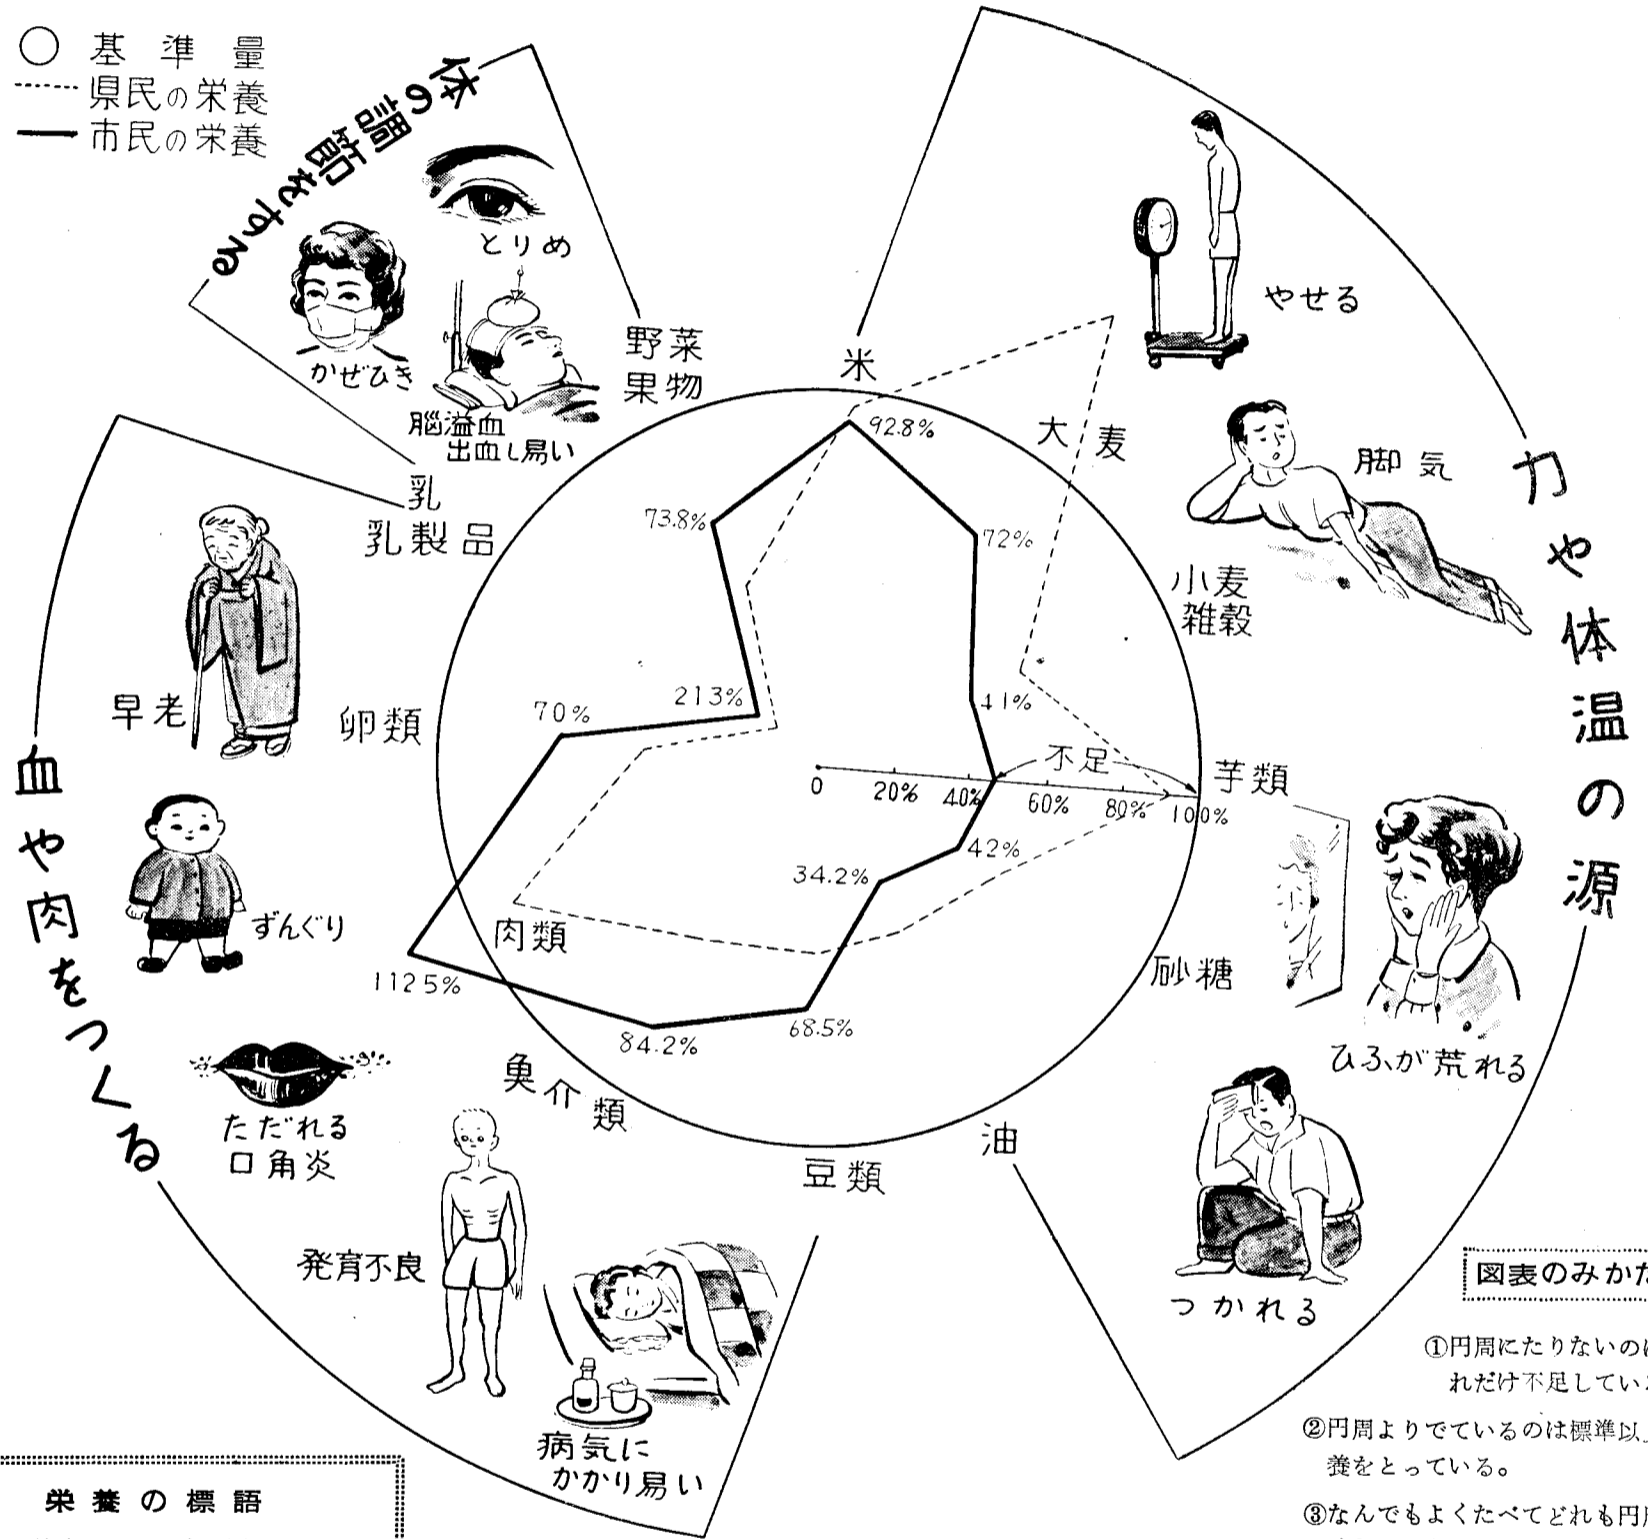 基準量
県民の栄養
市民の栄養
体の調節をする
とりめ
かぜひき
脳溢血
出血し易い
野菜
果物
米
92.8%
大麦
72%
小麦
雑穀
41%
やせる
脚気
力や体温の源
乳
乳製品
73.8%
213%
70%
卵類
早老
血や肉をつくる
ずんぐり
不足
0
20%
40%
60%
80%
100%
芋類
42%
34.2%
砂糖
ひふが荒れる
肉類
1125%
84.2%
68.5%
魚介類
豆類
油
ただれる
口角炎
発育不良
病気に
かかり易い
つかれる
図表のみかた
①円周にたりないのは
れだけ不足してい
②円周よりでているのは標準以
養をとっている。
③なんでもよくたべてどれも円
栄養の標語